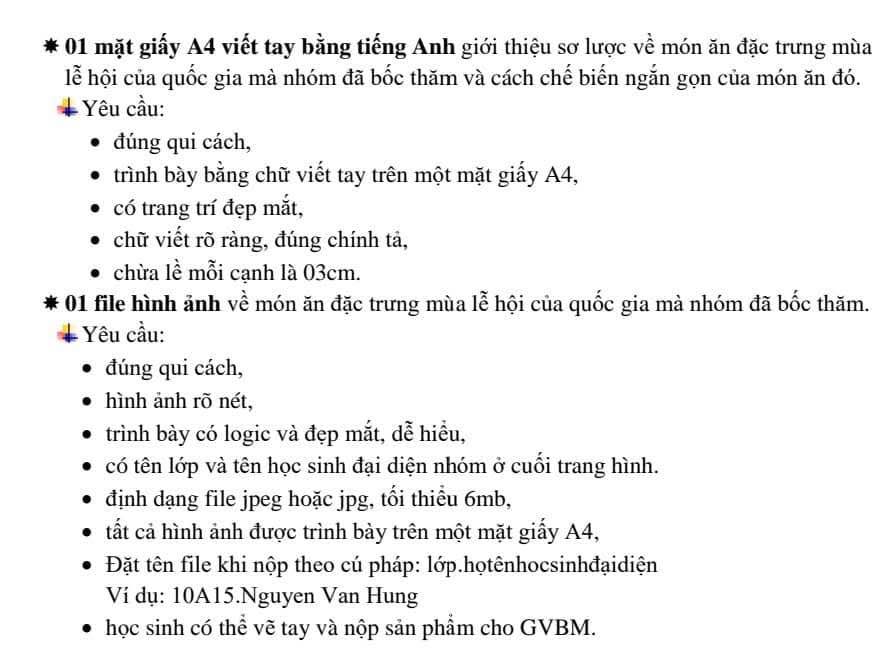 01 mặt giấy A4 viết tay bằng tiếng Anh giới thiệu sơ lược về món ăn đặc trưng mùa
lễ hội của quốc gia mà nhóm đã bốc thăm và cách chế biến ngắn gọn của món ăn đó.
Yêu cầu:
• đúng qui cách,
• trình bày bằng chữ viết tay trên một mặt giấy A4,
• có trang trí đẹp mắt,
• chữ viết rõ ràng, đúng chính tả,
• chừa lề mỗi cạnh là 03cm.
01 file hình ảnh về món ăn đặc trưng mùa lễ hội của quốc gia mà nhóm đã bốc thăm.
Yêu cầu:
• đúng qui cách,
• hình ảnh rõ nét,
• trình bày có logic và đẹp mắt, dễ hiểu,
• có tên lớp và tên học sinh đại diện nhóm ở cuối trang hình.
• định dạng file jpeg hoặc jpg, tối thiểu 6mb,
• tất cả hình ảnh được trình bày trên một mặt giấy A4,
• Đặt tên file khi nộp theo cú pháp: lớp.họtênhocsinhđạidiện
Ví dụ: 10A15.Nguyen Van Hung
• học sinh có thể vẽ tay và nộp sản phẩm cho GVBM.